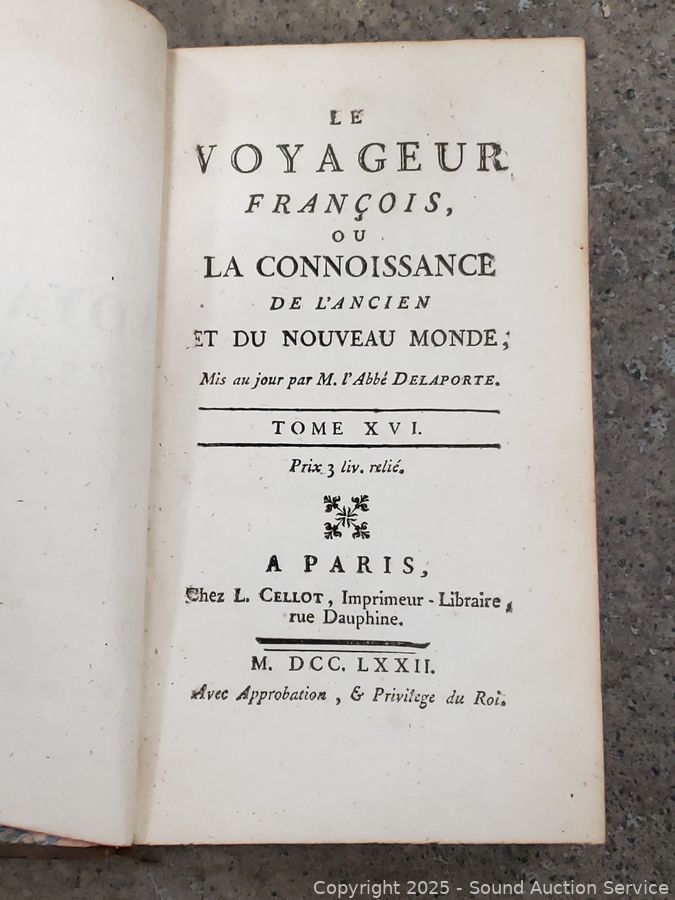 LE
VOYAGEUR
FRANÇOIS,
OU
LA CONNOISSANCE
DE L'ANCIEN
ET DU NOUVEAU MONDE;
Mis au jour par M. l'Abbé DELAPORTE.
TOME XVI.
Prix 3 liv. relié.
A PARIS,
Chez L. CELLOT, Imprimeur-Libraire,
rue Dauphine.
M. DCC. LXXII.
Avec Approbation, & Privilege du Roi.
Copyright 2025 - Sound Auction Service